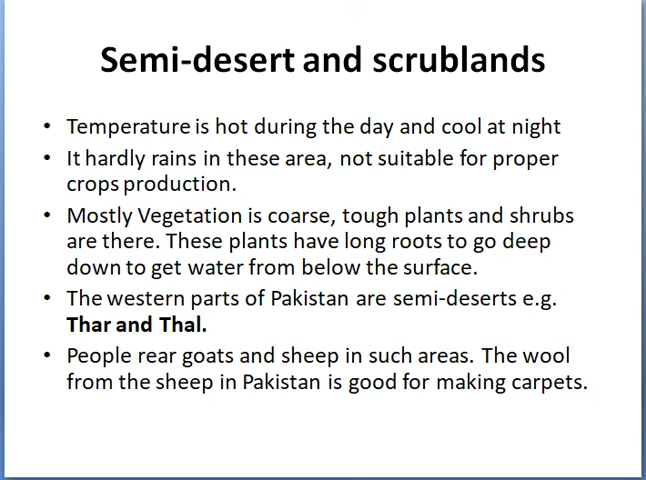 Semi-desert and scrublands
• Temperature is hot during the day and cool at night
• It hardly rains in these area, not suitable for proper
crops production.
• Mostly Vegetation is coarse, tough plants and shrubs
are there. These plants have long roots to go deep
down to get water from below the surface.
• The western parts of Pakistan are semi-deserts e.g.
Thar and Thal.
• People rear goats and sheep in such areas. The wool
from the sheep in Pakistan is good for making carpets.